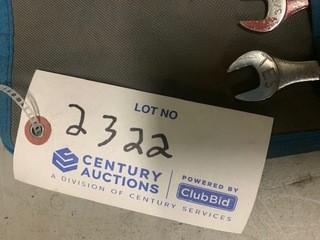 LOT NO
2322
CENTURY
AUCTIONS
A DIVISION OF CENTURY SERVICES
POWERED BY
ClubBid